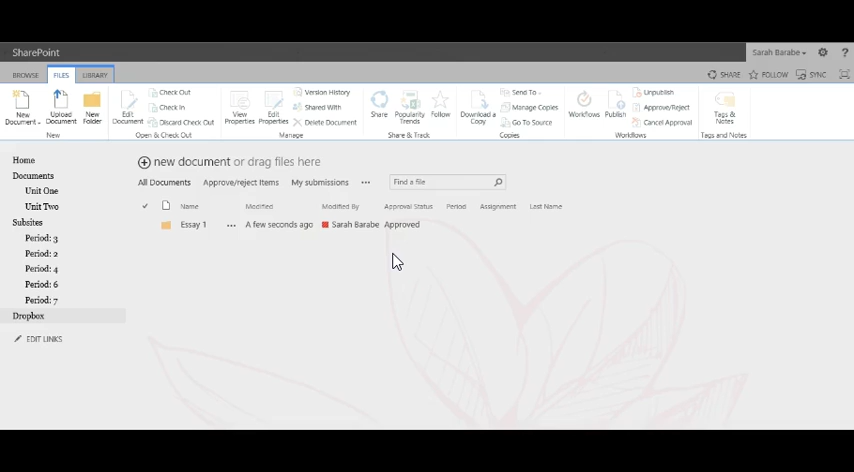 SharePoint
Sarah Barabe
?
BROWSE FILES LIBRARY
SHARE FOLLOW SYNC
New Document
Upload Document
New Folder
New
Edit Document
Check Out
Check In
Discard Check Out
Open & Check Out
View Properties
Edit Properties
Version History
Shared With
Delete Document
Manage
Share
Popularity Trends
Follow
Share & Track
Download a Copy
Send To
Manage Copies
Go To Source
Copies
Workflows
Publish
Unpublish
Approve/Reject
Cancel Approval
Workflows
Tags & Notes
Tags and Notes
Home
Documents
Unit One
Unit Two
Subsites
Period: 3
Period: 2
Period: 4
Period: 6
Period: 7
Dropbox
EDIT LINKS
new document or drag files here
All Documents Approve/reject Items My submissions ... Find a file
Name Modified Modified By Approval Status Period Assignment Last Name
Essay 1 ... A few seconds ago Sarah Barabe Approved